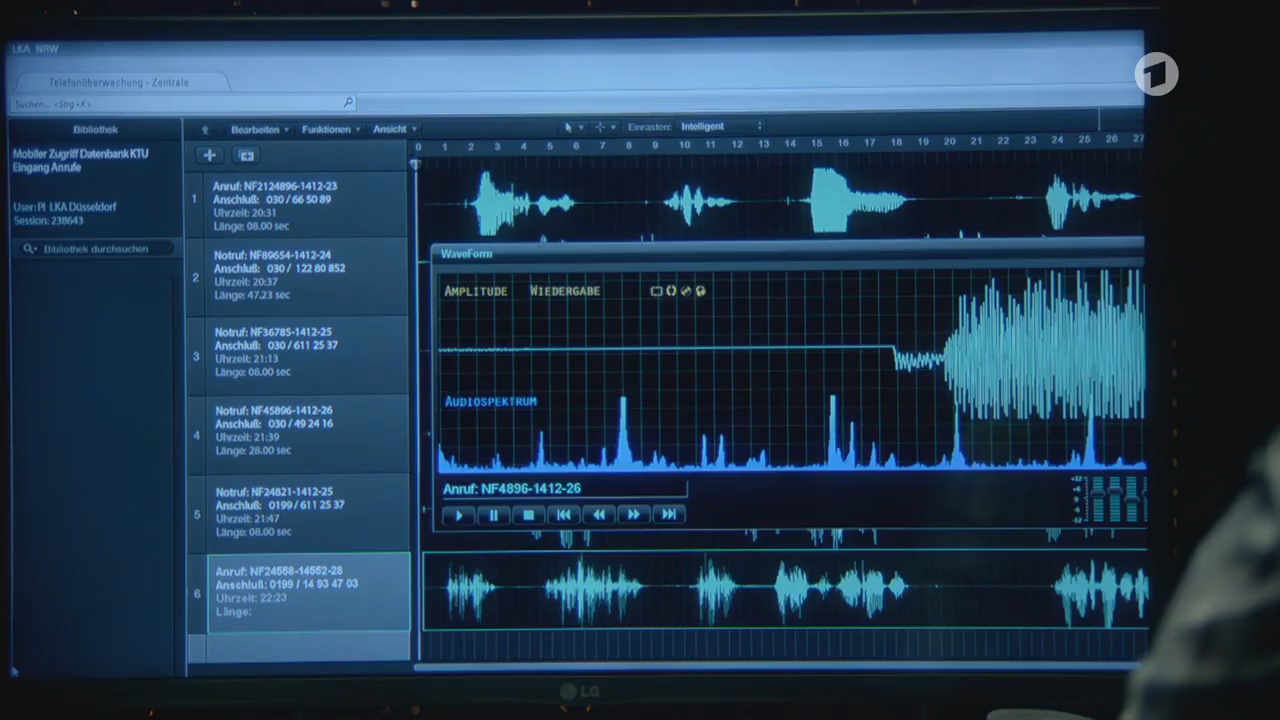 LKA NRW
1
Telefonüberwachung - Zentrale
Suchen... <Strg+K>
Bibliothek
Bearbeiten
Funktionen
Ansicht
Einrasten: Intelligent
Mobiler Zugriff Datenbank KTU
Eingang Anrufe
User: PI LKA Düsseldorf
Session: 238643
Bibliothek durchsuchen
0 1 2 3 4 5 6 7 8 9 10 11 12 13 14 15 16 17 18 19 20 21 22 23 24 25 26 27
1
Anruf: NF2124896-1412-23
Anschluß: 030 / 66 50 89
Uhrzeit: 20:31
Länge: 08.00 sec
2
Notruf: NF89654-1412-24
Anschluß: 030 / 122 80 852
Uhrzeit: 20:37
Länge: 47.23 sec
3
Notruf: NF36785-1412-25
Anschluß: 030 / 611 25 37
Uhrzeit: 21:13
Länge: 08.00 sec
4
Notruf: NF45896-1412-26
Anschluß: 030 / 49 24 16
Uhrzeit: 21:39
Länge: 28.00 sec
5
Notruf: NF24821-1412-25
Anschluß: 0199 / 611 25 37
Uhrzeit: 21:47
Länge: 08.00 sec
6
Anruf: NF24558-14552-28
Anschluß: 0199 / 14 93 47 03
Uhrzeit: 22:23
Länge:
WaveForm
AMPLITUDE
WIEDERGABE
AUDIOSPEKTRUM
Anruf: NF4896-1412-26
LG